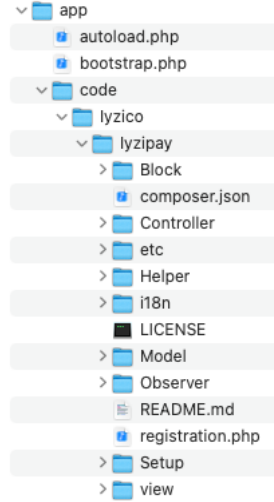 app
autoload.php
bootstrap.php
code
Iyzico
Iyzipay
Block
composer.json
Controller
etc
Helper
i18n
LICENSE
Model
Observer
README.md
registration.php
Setup
view